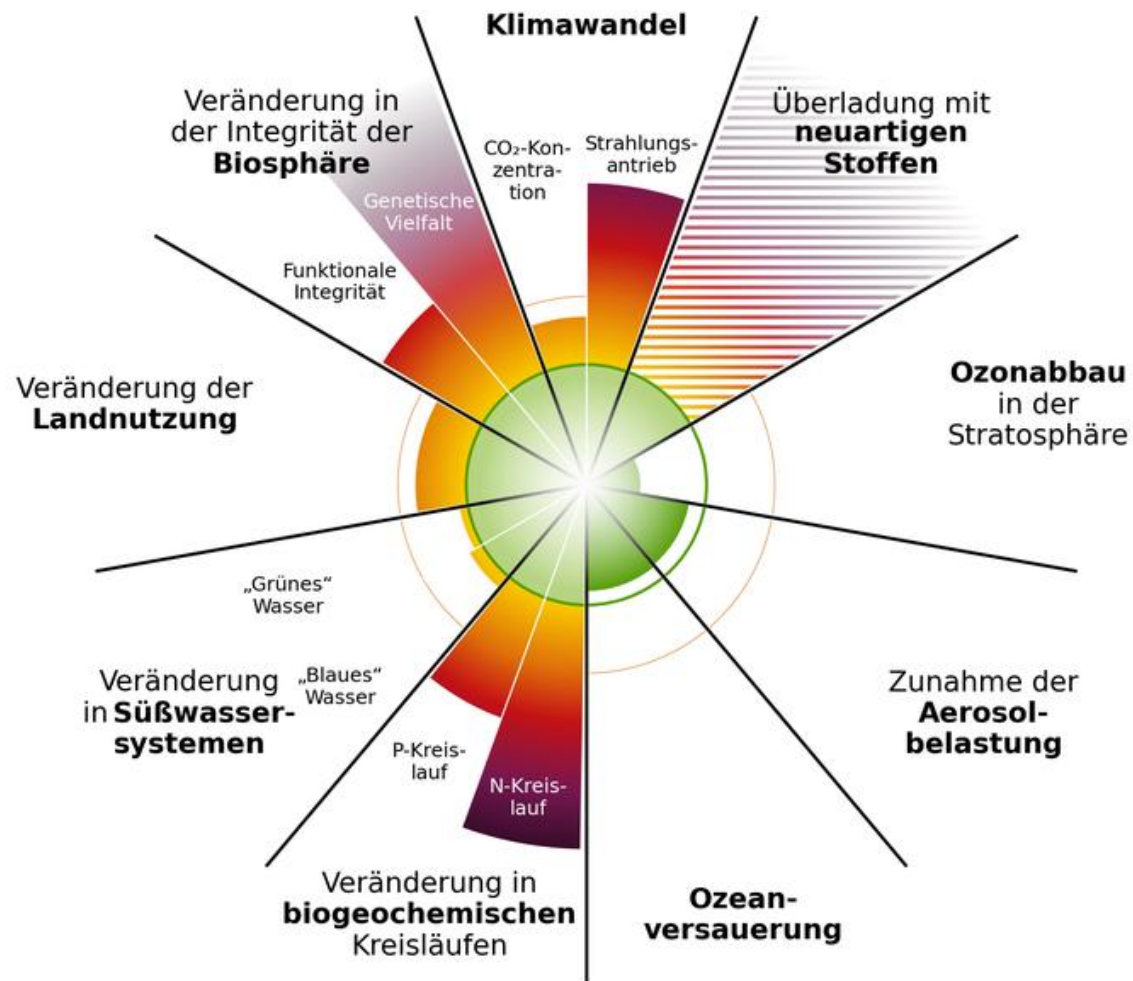 Klimawandel
Veränderung in
der Integrität der
Biosphäre
Überladung mit
neuartigen
Stoffen
CO₂-Kon-
zentra-
tion
Strahlungs-
antrieb
Genetische
Vielfalt
Funktionale
Integrität
Veränderung der
Landnutzung
Ozonabbau
in der
Stratosphäre
„Grünes“
Wasser
„Blaues“
Wasser
Veränderung
in Süßwasser-
systemen
Zunahme der
Aerosol-
belastung
P-Kreis-
lauf
N-Kreis-
lauf
Veränderung in
biogeochemischen
Kreisläufen
Ozean-
versauerung